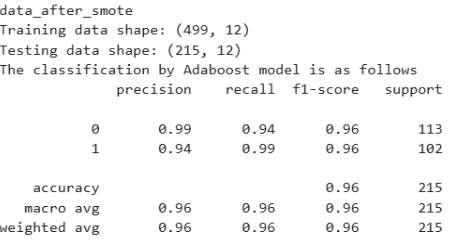 data_after_smote
Training data shape: (499, 12)
Testing data shape: (215, 12)
The classification by Adaboost model is as follows
precision recall f1-score support
0 0.99 0.94 0.96 113
1 0.94 0.99 0.96 102
accuracy 0.96 215
macro avg 0.96 0.96 0.96 215
weighted avg 0.96 0.96 0.96 215